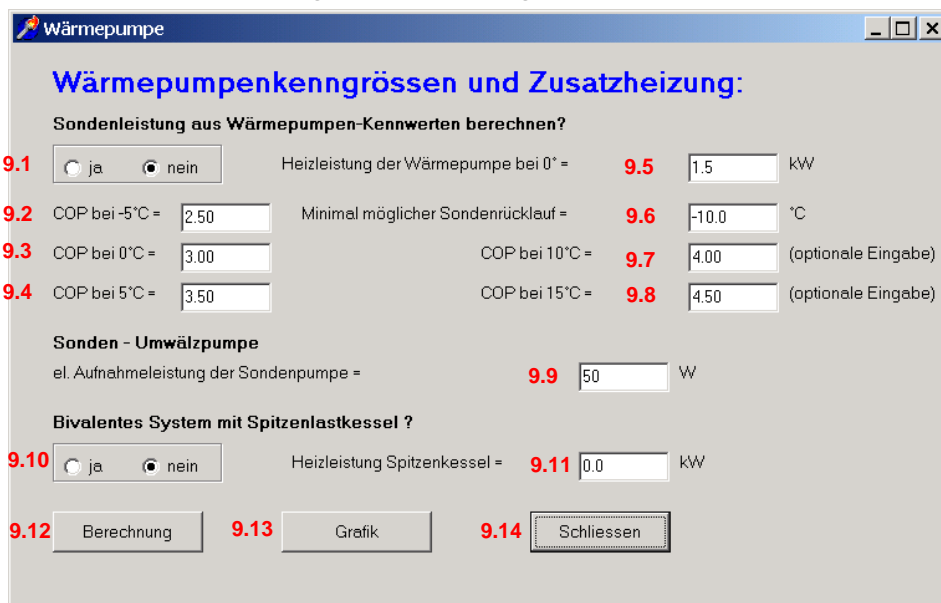 Wärmepumpe
Wärmepumpenkenngrössen und Zusatzheizung:
Sondenleistung aus Wärmepumpen-Kennwerten berechnen?
9.1 ja nein Heizleistung der Wärmepumpe bei 0° = 9.5 1.5 kW
9.2 COP bei -5°C = 2.50 Minimal möglicher Sondenrücklauf = 9.6 -10.0 °C
9.3 COP bei 0°C = 3.00 COP bei 10°C = 9.7 4.00 (optionale Eingabe)
9.4 COP bei 5°C = 3.50 COP bei 15°C = 9.8 4.50 (optionale Eingabe)
Sonden - Umwälzpumpe
el. Aufnahmeleistung der Sondenpumpe = 9.9 50 W
Bivalentes System mit Spitzenlastkessel ?
9.10 ja nein Heizleistung Spitzenkessel = 9.11 0.0 kW
9.12 Berechnung 9.13 Grafik 9.14 Schliessen